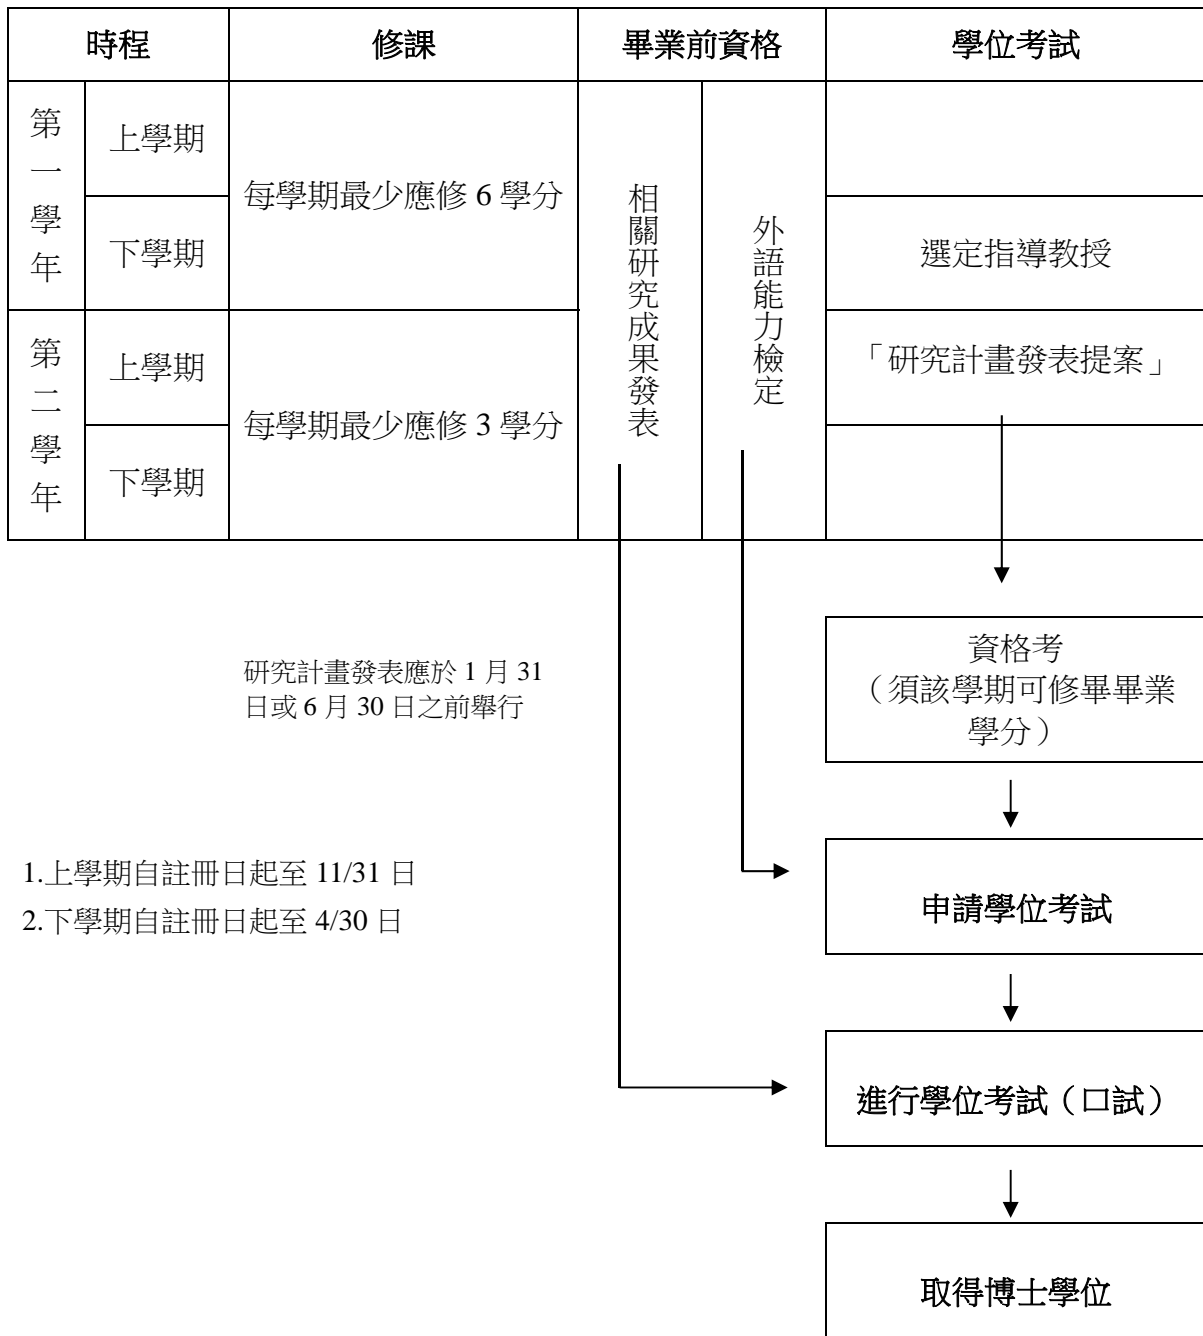 時程 修課 畢業前資格 學位考試
第一學年
上學期
每學期最少應修 6 學分
下學期
選定指導教授
第二學年
上學期
「研究計畫發表提案」
每學期最少應修 3 學分
下學期
相關研究成果發表
外語能力檢定
研究計畫發表應於 1 月 31
日或 6 月 30 日之前舉行
資格考
（須該學期可修畢畢業
學分）
1.上學期自註冊日起至 11/31 日
2.下學期自註冊日起至 4/30 日
申請學位考試
進行學位考試（口試）
取得博士學位